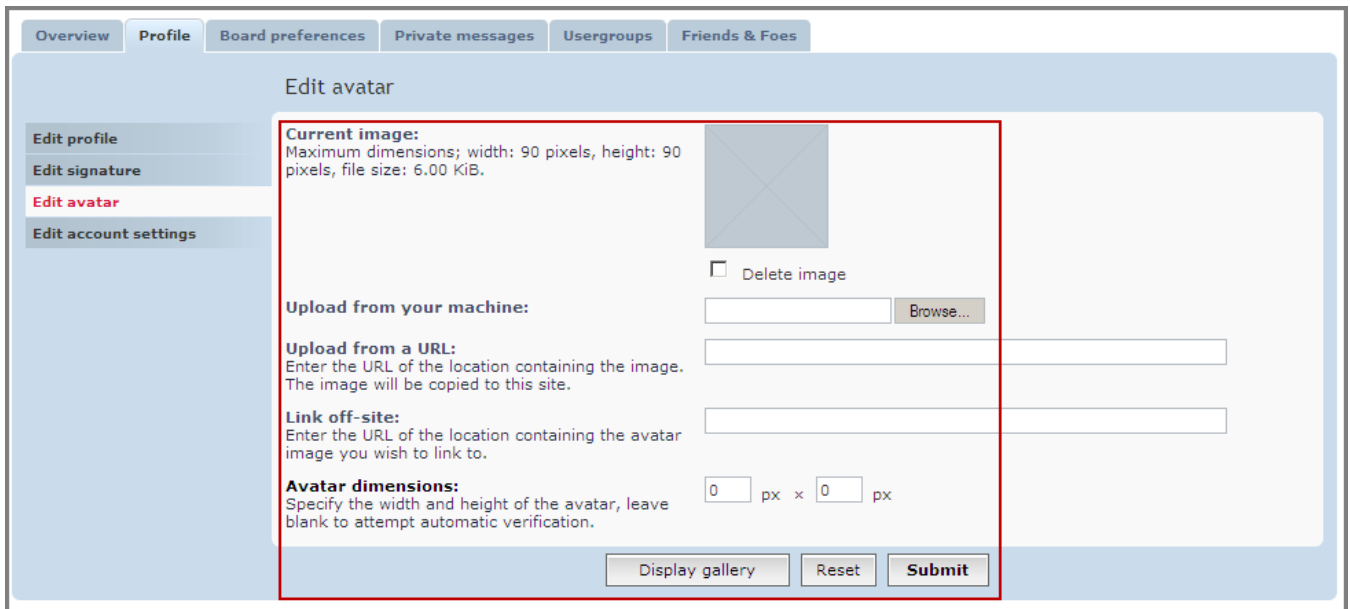 Overview Profile Board preferences Private messages Usergroups Friends & Foes
Edit avatar
Edit profile
Edit signature
Edit avatar
Edit account settings
Current image:
Maximum dimensions; width: 90 pixels, height: 90
pixels, file size: 6.00 KiB.
Delete image
Upload from your machine:
Browse...
Upload from a URL:
Enter the URL of the location containing the image.
The image will be copied to this site.
Link off-site:
Enter the URL of the location containing the avatar
image you wish to link to.
Avatar dimensions:
Specify the width and height of the avatar, leave
blank to attempt automatic verification.
0 px × 0 px
Display gallery Reset Submit